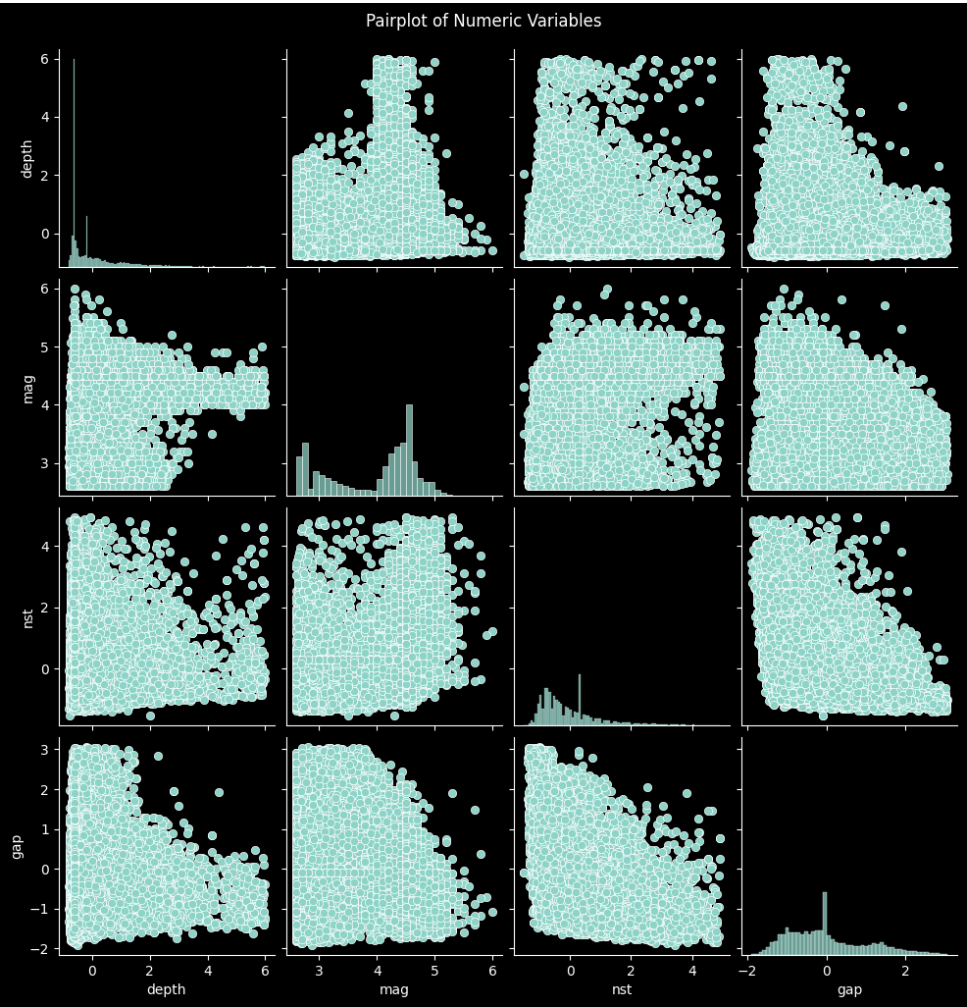 Pairplot of Numeric Variables
6
4
2
0
depth
6
5
4
3
mag
4
2
0
nst
3
2
1
0
−1
−2
gap
0 2 4 6
3 4 5 6
0 2 4
−2 0 2
depth mag nst gap